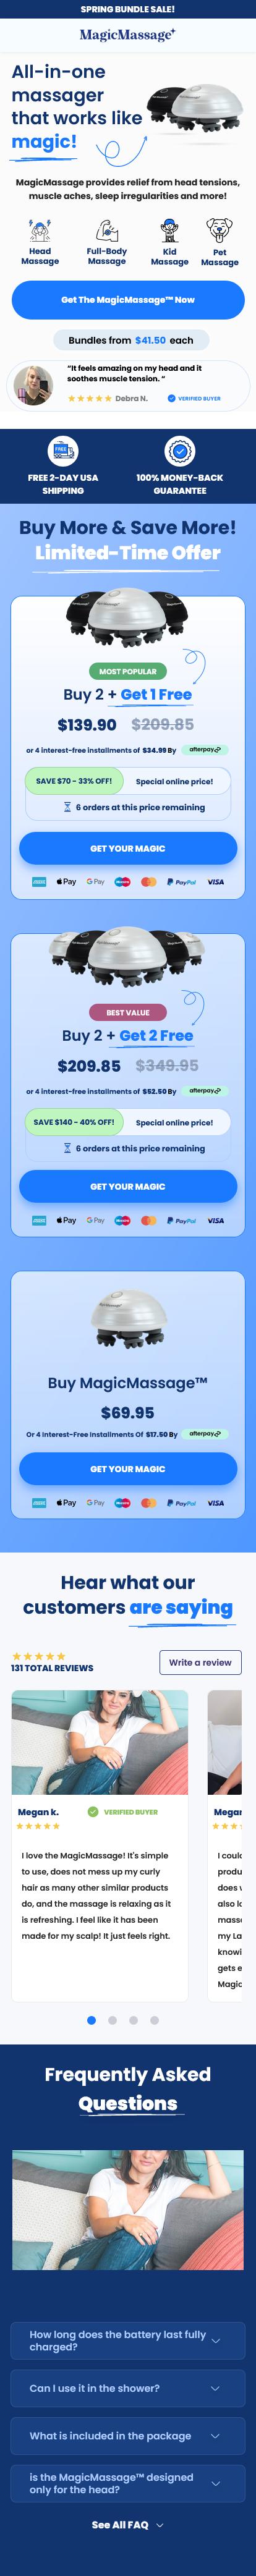 SPRING BUNDLE SALE!
MagicMassage
All-in-one
massager
that works like
magic!
MagicMassage provides relief from head tensions,
muscle aches, sleep irregularities and more!
Head
Massage
Full-Body
Massage
Kid
Massage
Pet
Massage
Get The MagicMassage™ Now
Bundles from $41.50 each
"It feels amazing on my head and it
soothes muscle tension. "
Debra N. VERIFIED BUYER
FREE
FREE 2-DAY USA
SHIPPING
100% MONEY-BACK
GUARANTEE
Buy More & Save More!
Limited-Time Offer
MOST POPULAR
Buy 2 + Get 1 Free
$139.90 $209.85
or 4 interest-free installments of $34.99 By afterpay
SAVE $70 - 33% OFF! Special online price!
6 orders at this price remaining
GET YOUR MAGIC
Pay G Pay PayPal VISA
BEST VALUE
Buy 2 + Get 2 Free
$209.85 $349.95
or 4 interest-free installments of $52.50 By afterpay
SAVE $140 - 40% OFF! Special online price!
6 orders at this price remaining
GET YOUR MAGIC
Pay G Pay PayPal VISA
Buy MagicMassage™
$69.95
Or 4 Interest-Free Installments Of $17.50 By afterpay
GET YOUR MAGIC
Pay G Pay PayPal VISA
Hear what our
customers are saying
131 TOTAL REVIEWS
Write a review
Megan k. VERIFIED BUYER
I love the MagicMassage! It's simple
to use, does not mess up my curly
hair as many other similar products
do, and the massage is relaxing as it
is refreshing. I feel like it has been
made for my scalp! It just feels right.
Megan
I could
produ
does
also lo
massa
my La
knowi
gets e
Magic
Frequently Asked
Questions
How long does the battery last fully
charged?
Can I use it in the shower?
What is included in the package
is the MagicMassage™ designed
only for the head?
See All FAQ